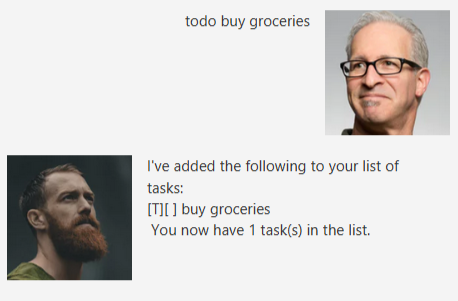 todo buy groceries
I've added the following to your list of
tasks:
[T][ ] buy groceries
You now have 1 task(s) in the list.